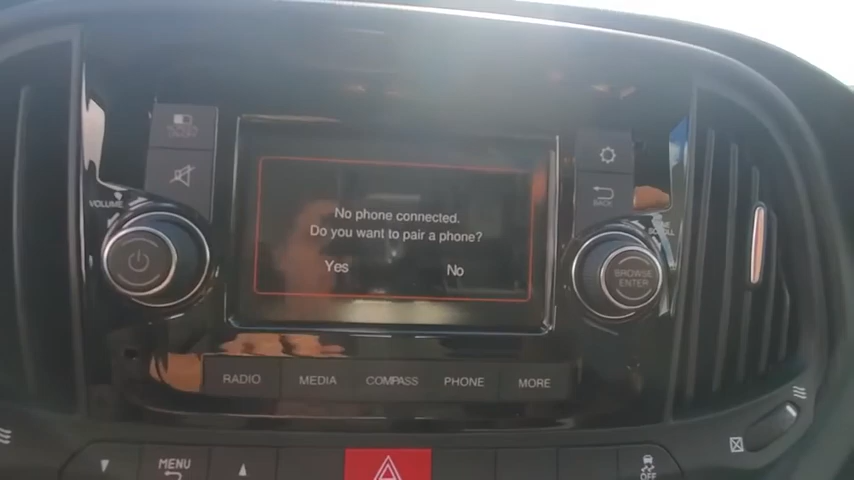 VOLUME
BACK
SCROLL
No phone connected.
Do you want to pair a phone?
Yes No
BROWSE
ENTER
RADIO MEDIA COMPASS PHONE MORE
MENU
OFF